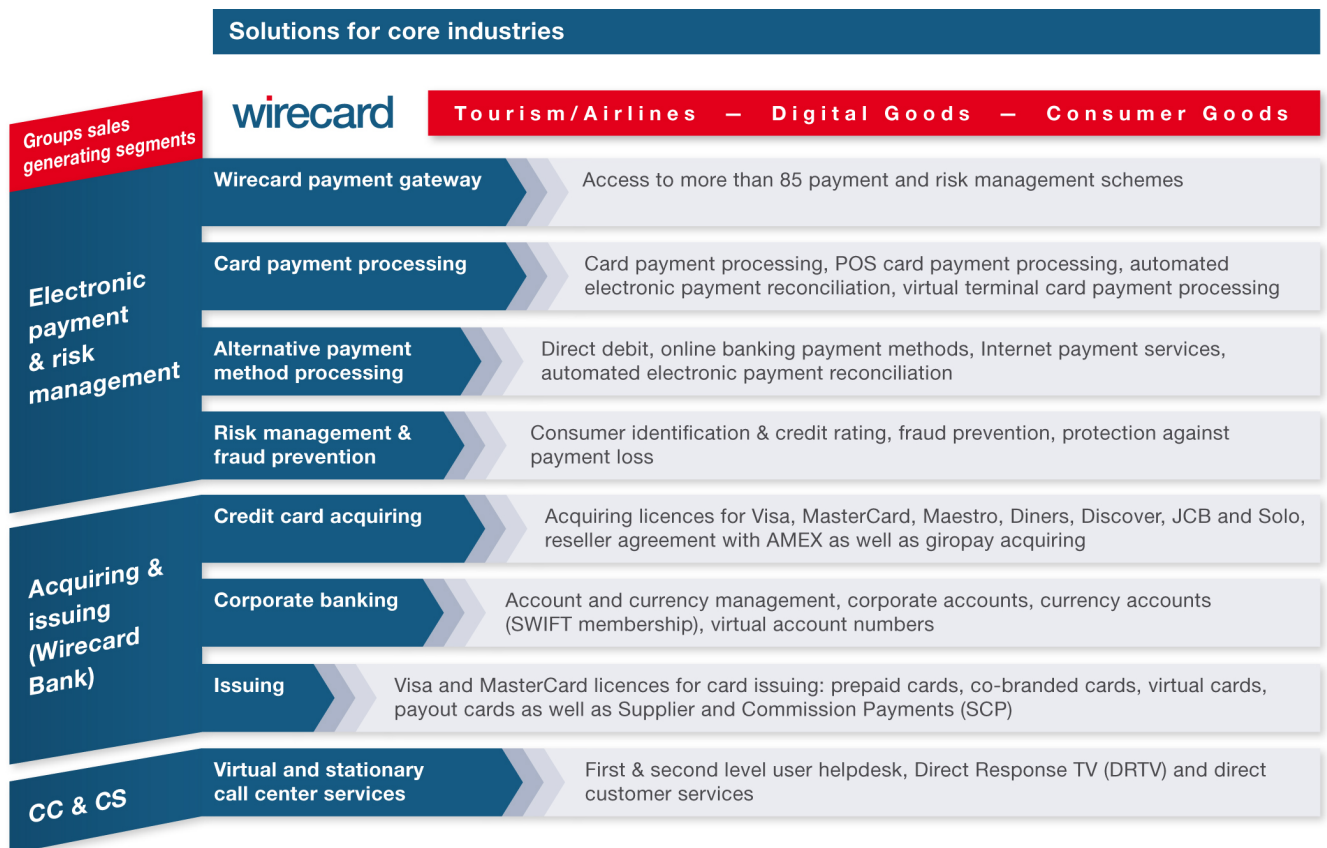 Solutions for core industries
Groups sales
generating segments
wirecard
Tourism/Airlines — Digital Goods — Consumer Goods
Electronic
payment
& risk
management
Wirecard payment gateway
Access to more than 85 payment and risk management schemes
Card payment processing
Card payment processing, POS card payment processing, automated
electronic payment reconciliation, virtual terminal card payment processing
Alternative payment
method processing
Direct debit, online banking payment methods, Internet payment services,
automated electronic payment reconciliation
Risk management &
fraud prevention
Consumer identification & credit rating, fraud prevention, protection against
payment loss
Acquiring &
issuing
(Wirecard
Bank)
Credit card acquiring
Acquiring licences for Visa, MasterCard, Maestro, Diners, Discover, JCB and Solo,
reseller agreement with AMEX as well as giropay acquiring
Corporate banking
Account and currency management, corporate accounts, currency accounts
(SWIFT membership), virtual account numbers
Issuing
Visa and MasterCard licences for card issuing: prepaid cards, co-branded cards, virtual cards,
payout cards as well as Supplier and Commission Payments (SCP)
CC & CS
Virtual and stationary
call center services
First & second level user helpdesk, Direct Response TV (DRTV) and direct
customer services